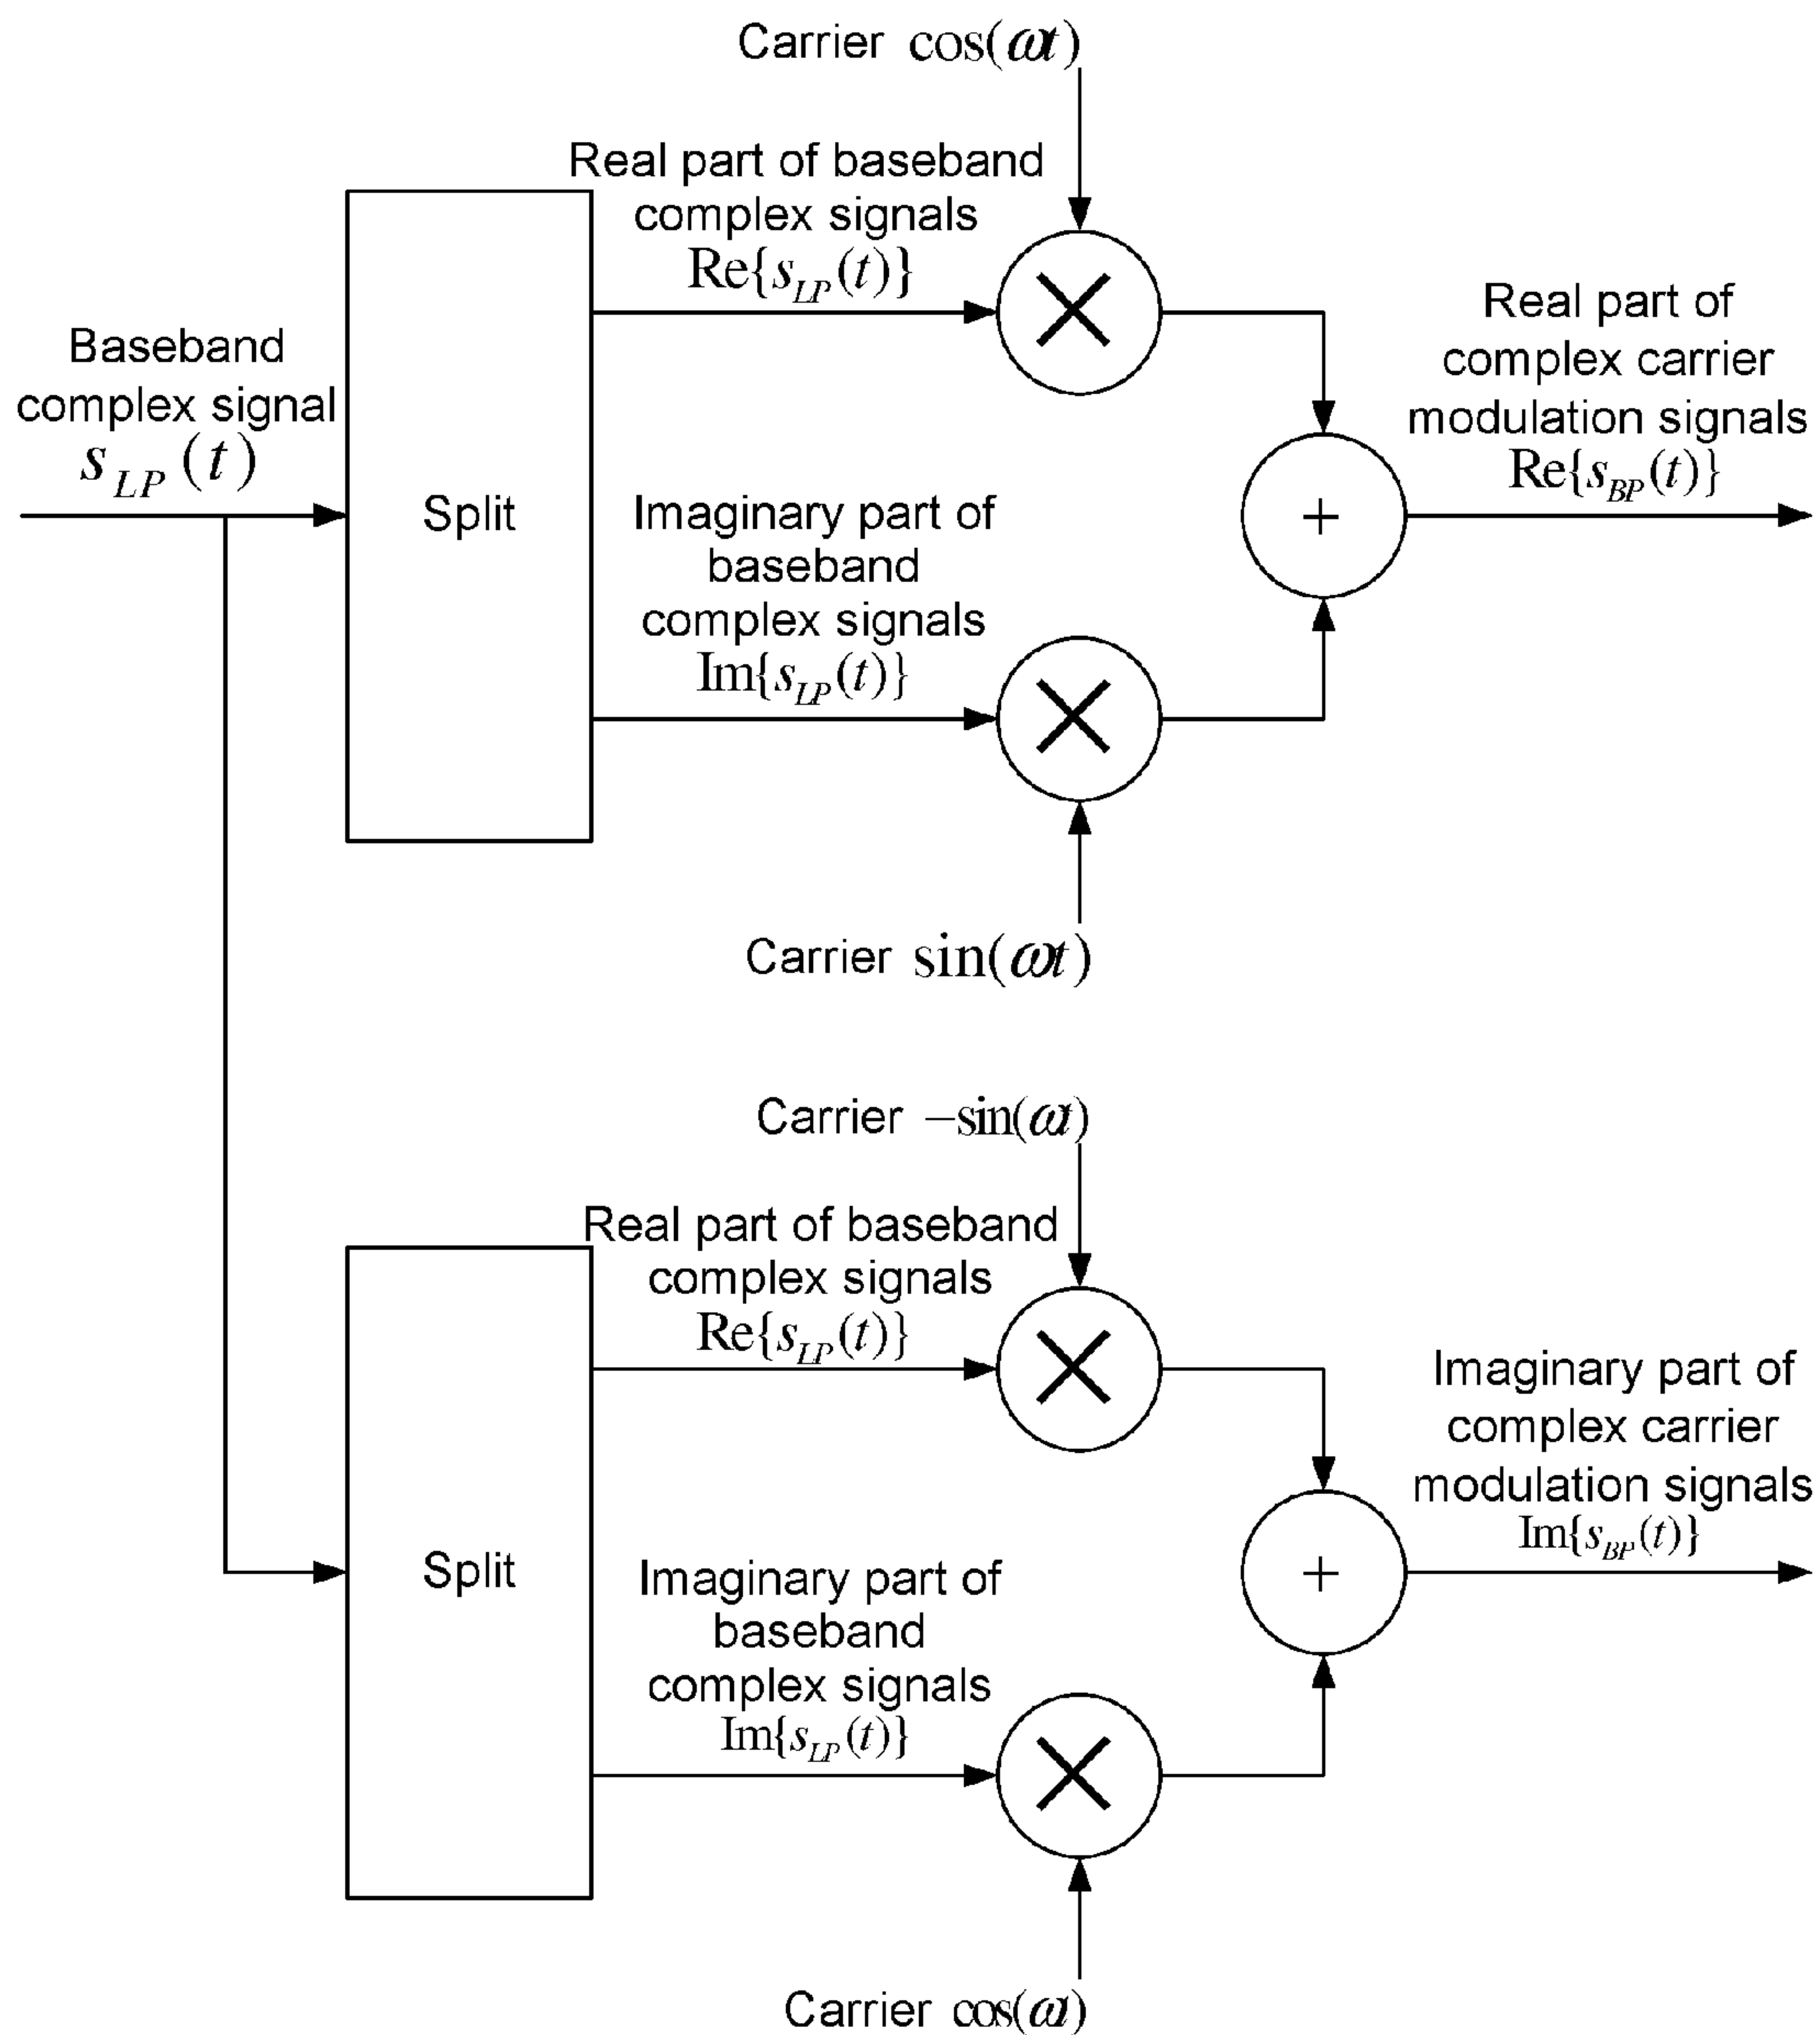 Carrier cos(ωt)
Real part of baseband
complex signals
Re{s_LP(t)}
Baseband
complex signal
s_LP(t)
Split
Imaginary part of
baseband
complex signals
Im{s_LP(t)}
Real part of
complex carrier
modulation signals
Re{s_BP(t)}
+
Carrier sin(ωt)
Carrier −sin(ωt)
Real part of baseband
complex signals
Re{s_LP(t)}
Split
Imaginary part of
baseband
complex signals
Im{s_LP(t)}
Imaginary part of
complex carrier
modulation signals
Im{s_BP(t)}
+
Carrier cos(ωt)